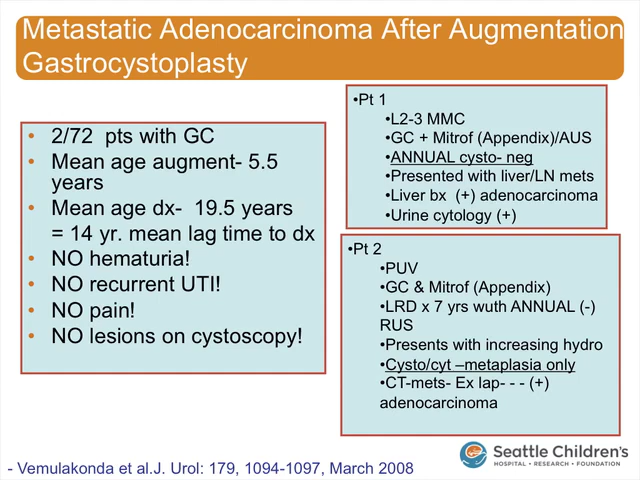 Metastatic Adenocarcinoma After Augmentation
Gastrocystoplasty
• 2/72 pts with GC
• Mean age augment- 5.5
years
• Mean age dx- 19.5 years
= 14 yr. mean lag time to dx
• NO hematuria!
• NO recurrent UTI!
• NO pain!
• NO lesions on cystoscopy!
•Pt 1
•L2-3 MMC
•GC + Mitrof (Appendix)/AUS
•ANNUAL cysto- neg
•Presented with liver/LN mets
•Liver bx (+) adenocarcinoma
•Urine cytology (+)
•Pt 2
•PUV
•GC & Mitrof (Appendix)
•LRD x 7 yrs wuth ANNUAL (-)
RUS
•Presents with increasing hydro
•Cysto/cyt –metaplasia only
•CT-mets- Ex lap- - - (+)
adenocarcinoma
- Vemulakonda et al.J. Urol: 179, 1094-1097, March 2008
Seattle Children's
HOSPITAL • RESEARCH • FOUNDATION